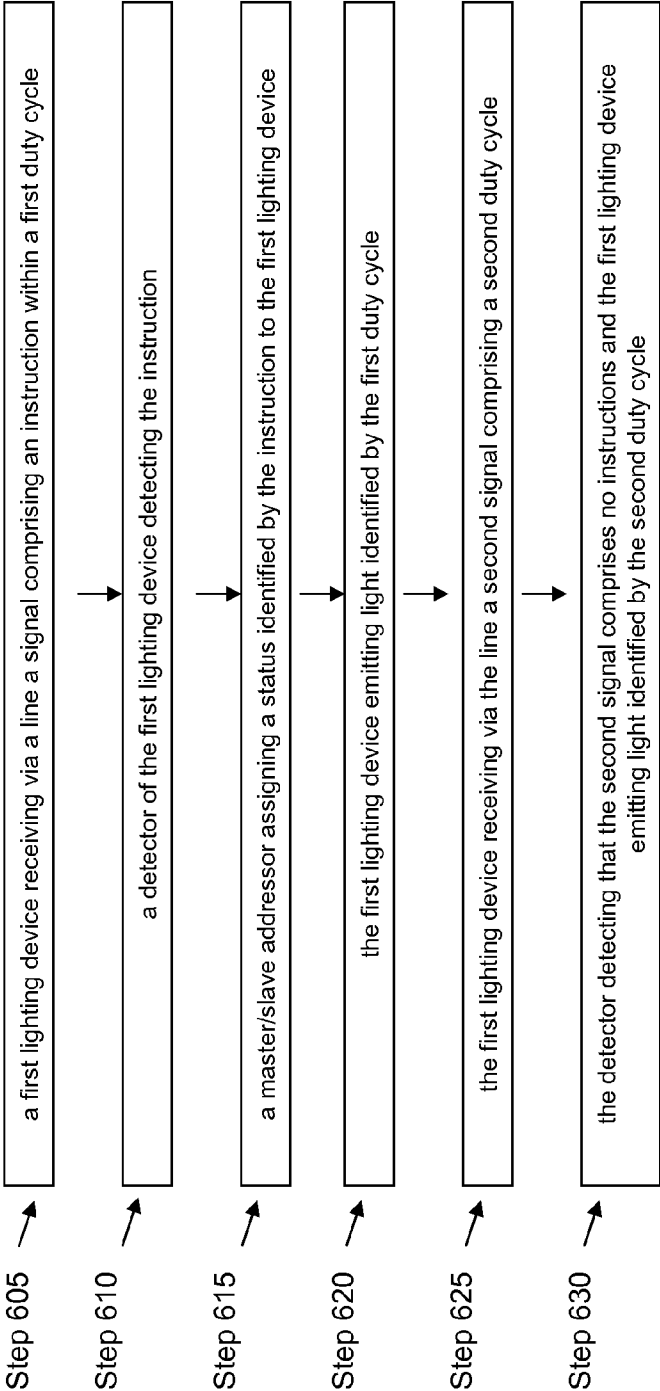 Step 605
a first lighting device receiving via a line a signal comprising an instruction within a first duty cycle
Step 610
a detector of the first lighting device detecting the instruction
Step 615
a master/slave addressor assigning a status identified by the instruction to the first lighting device
Step 620
the first lighting device emitting light identified by the first duty cycle
Step 625
the first lighting device receiving via the line a second signal comprising a second duty cycle
Step 630
the detector detecting that the second signal comprises no instructions and the first lighting device
emitting light identified by the second duty cycle